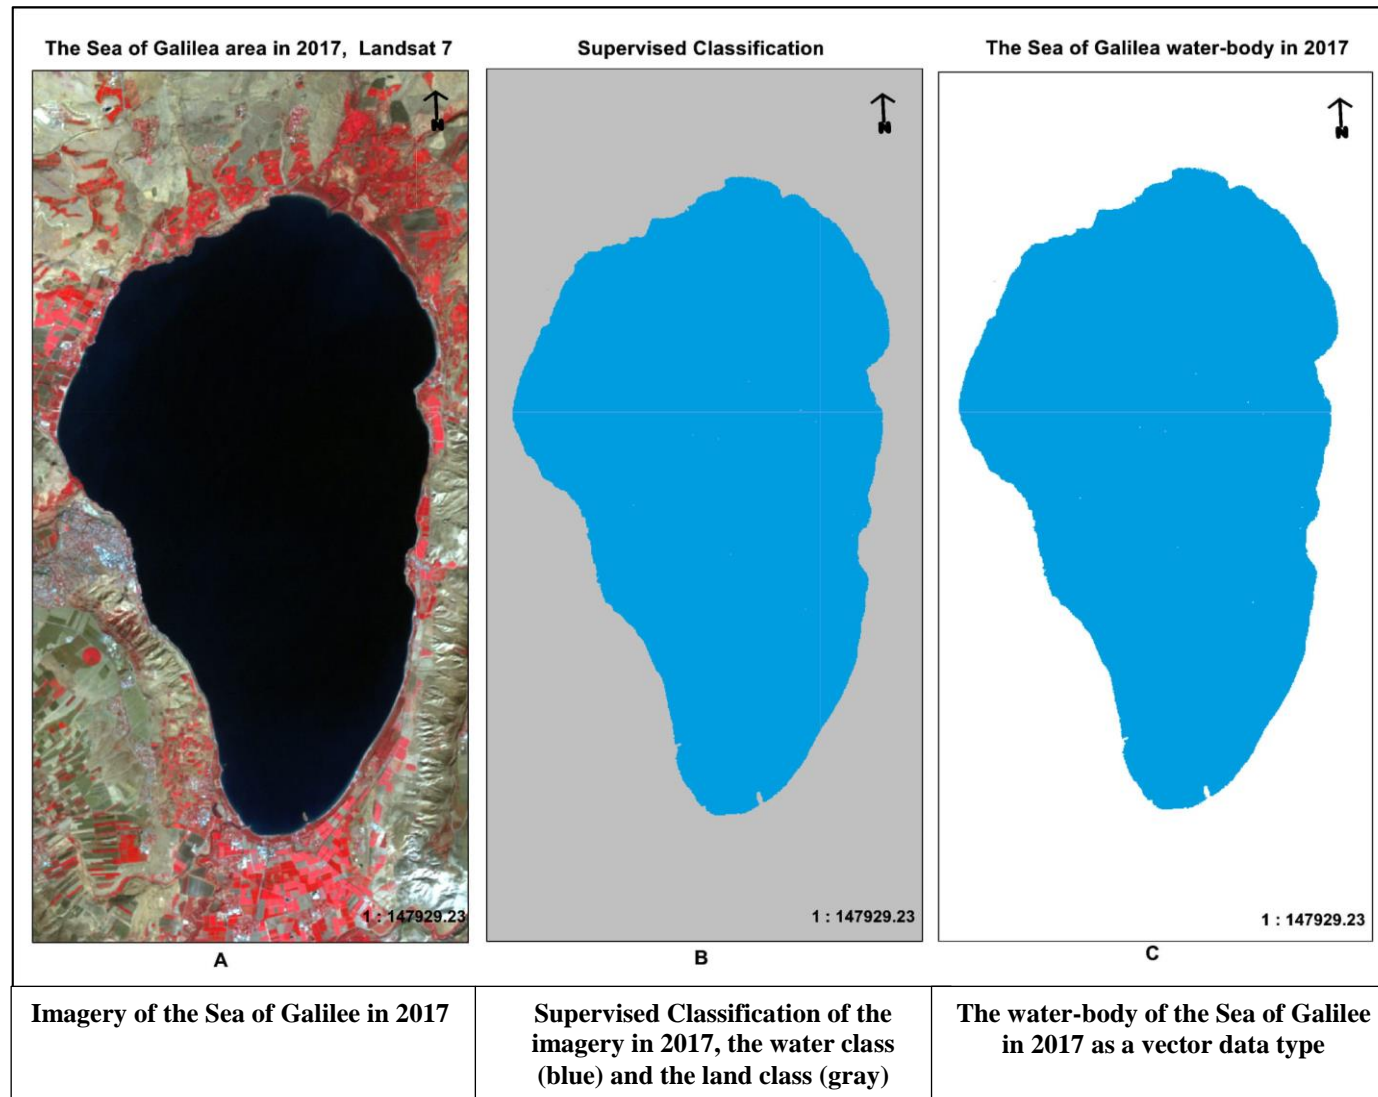 The Sea of Galilea area in 2017, Landsat 7
Supervised Classification
The Sea of Galilea water-body in 2017
N
N
N
1 : 147929.23
1 : 147929.23
1 : 147929.23
A
B
C
Imagery of the Sea of Galilee in 2017
Supervised Classification of the
imagery in 2017, the water class
(blue) and the land class (gray)
The water-body of the Sea of Galilee
in 2017 as a vector data type